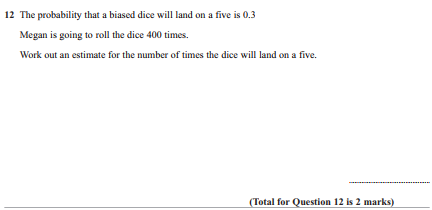 12 The probability that a biased dice will land on a five is 0.3
Megan is going to roll the dice 400 times.
Work out an estimate for the number of times the dice will land on a five.
(Total for Question 12 is 2 marks)